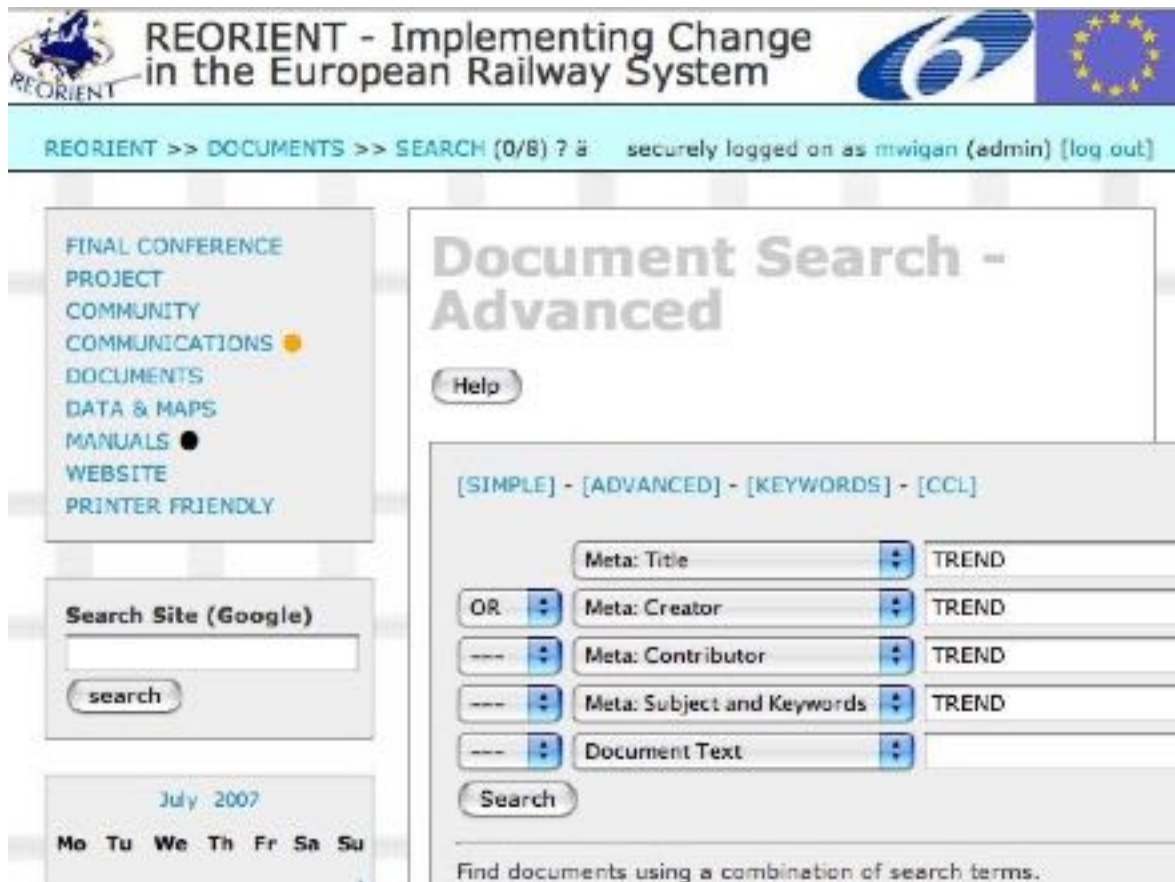 REORIENT
REORIENT - Implementing Change
in the European Railway System
6
REORIENT >> DOCUMENTS >> SEARCH (0/8) ? ä securely logged on as mwigan (admin) [log out]
FINAL CONFERENCE
PROJECT
COMMUNITY
COMMUNICATIONS
DOCUMENTS
DATA & MAPS
MANUALS
WEBSITE
PRINTER FRIENDLY
Search Site (Google)
search
July 2007
Mo Tu We Th Fr Sa Su
Document Search -
Advanced
Help
[SIMPLE] - [ADVANCED] - [KEYWORDS] - [CCL]
Meta: Title TREND
OR Meta: Creator TREND
--- Meta: Contributor TREND
--- Meta: Subject and Keywords TREND
--- Document Text
Search
Find documents using a combination of search terms.